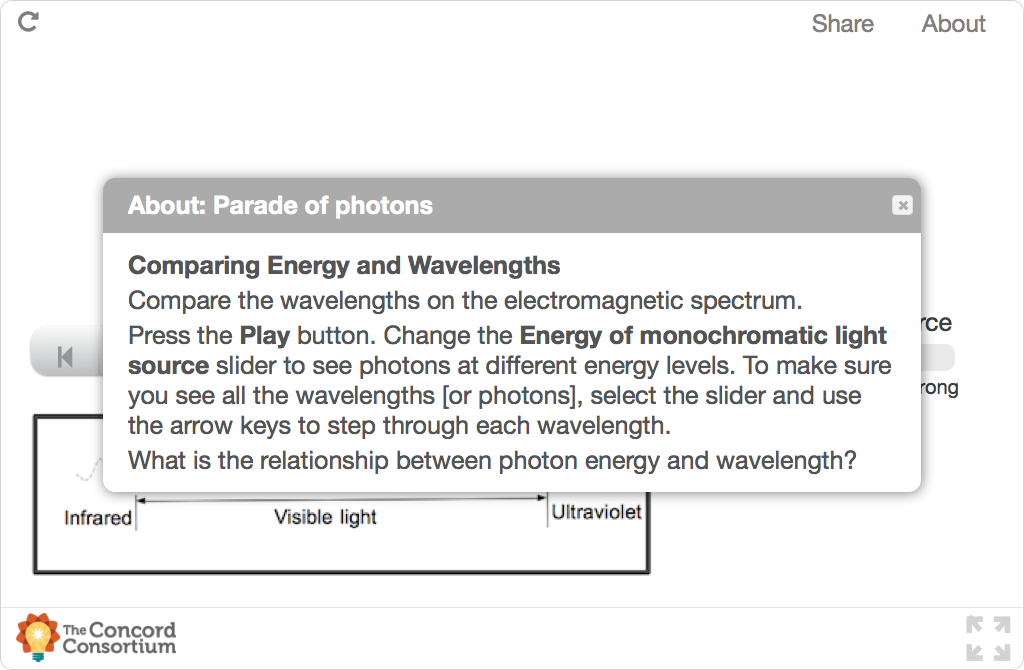 Share About
About: Parade of photons
Comparing Energy and Wavelengths
Compare the wavelengths on the electromagnetic spectrum.
Press the Play button. Change the Energy of monochromatic light
source slider to see photons at different energy levels. To make sure
you see all the wavelengths [or photons], select the slider and use
the arrow keys to step through each wavelength.
What is the relationship between photon energy and wavelength?
rce
rong
Infrared Visible light Ultraviolet
The Concord
Consortium